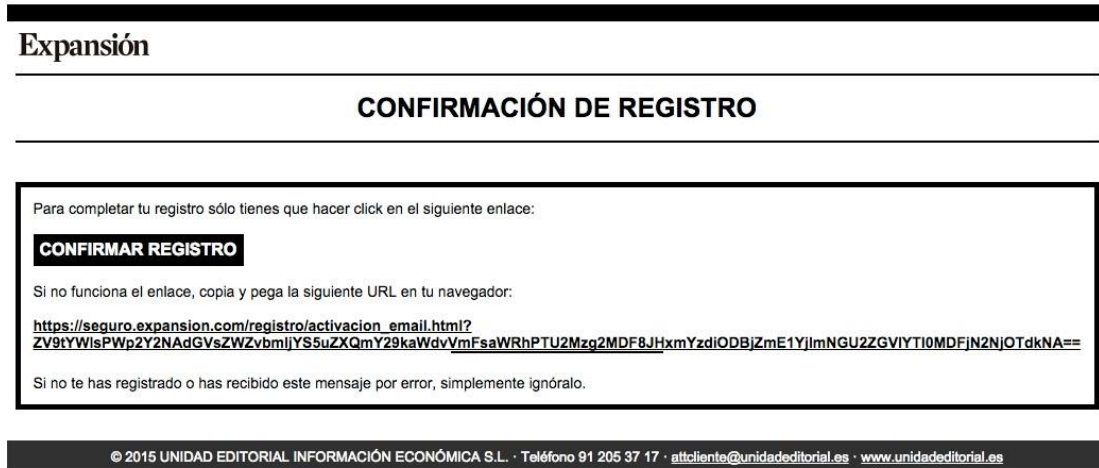 Expansión
CONFIRMACIÓN DE REGISTRO
Para completar tu registro sólo tienes que hacer click en el siguiente enlace:
CONFIRMAR REGISTRO
Si no funciona el enlace, copia y pega la siguiente URL en tu navegador:
https://seguro.expansion.com/registro/activacion_email.html?
ZV9tYWlsPWp2Y2NAdGVsZWZvbmljYS5uZXQmY29kaWdvVmFsaWRhPTU2Mzg2MDF8JHxmYzdiODBjZmE1YjlmNGU2ZGVlYTI0MDFjN2NjOTdkNA==
Si no te has registrado o has recibido este mensaje por error, simplemente ignóralo.
© 2015 UNIDAD EDITORIAL INFORMACIÓN ECONÓMICA S.L. · Teléfono 91 205 37 17 · attcliente@unidadeditorial.es · www.unidadeditorial.es